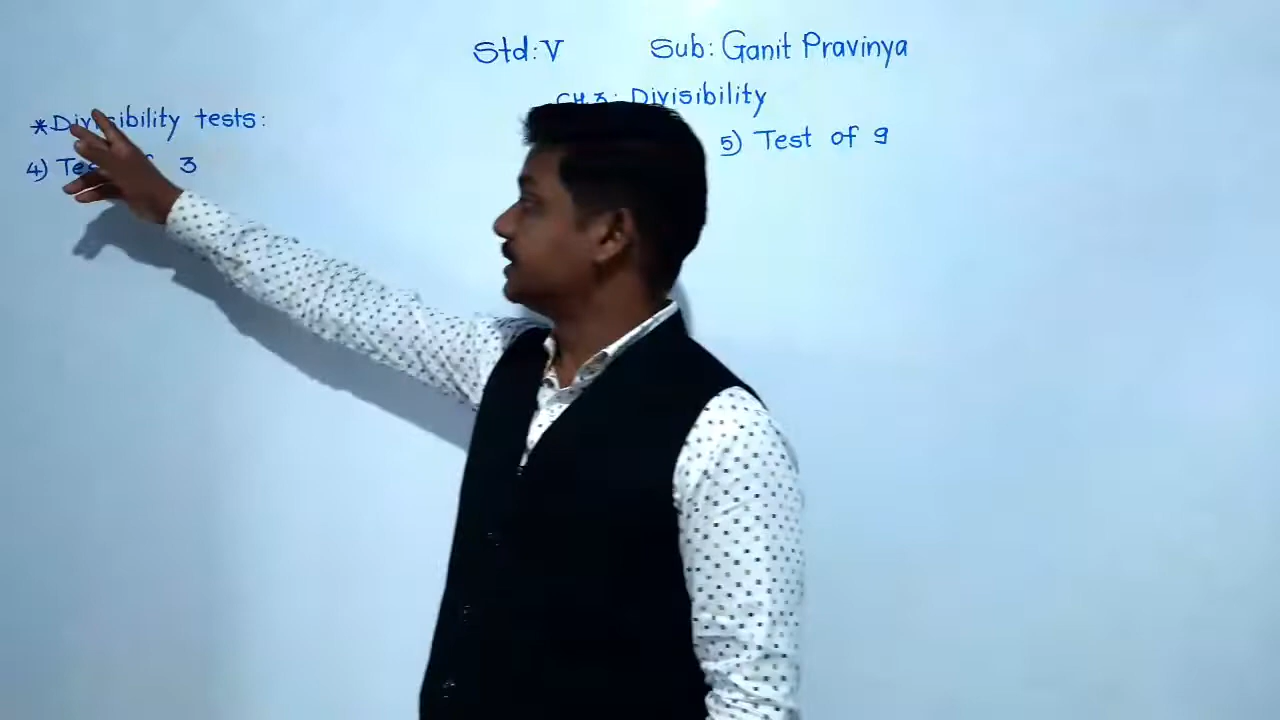 Std: V Sub: Ganit Pravinya
Divisibility
*Divisibility tests:
4) 3
5) Test of 9